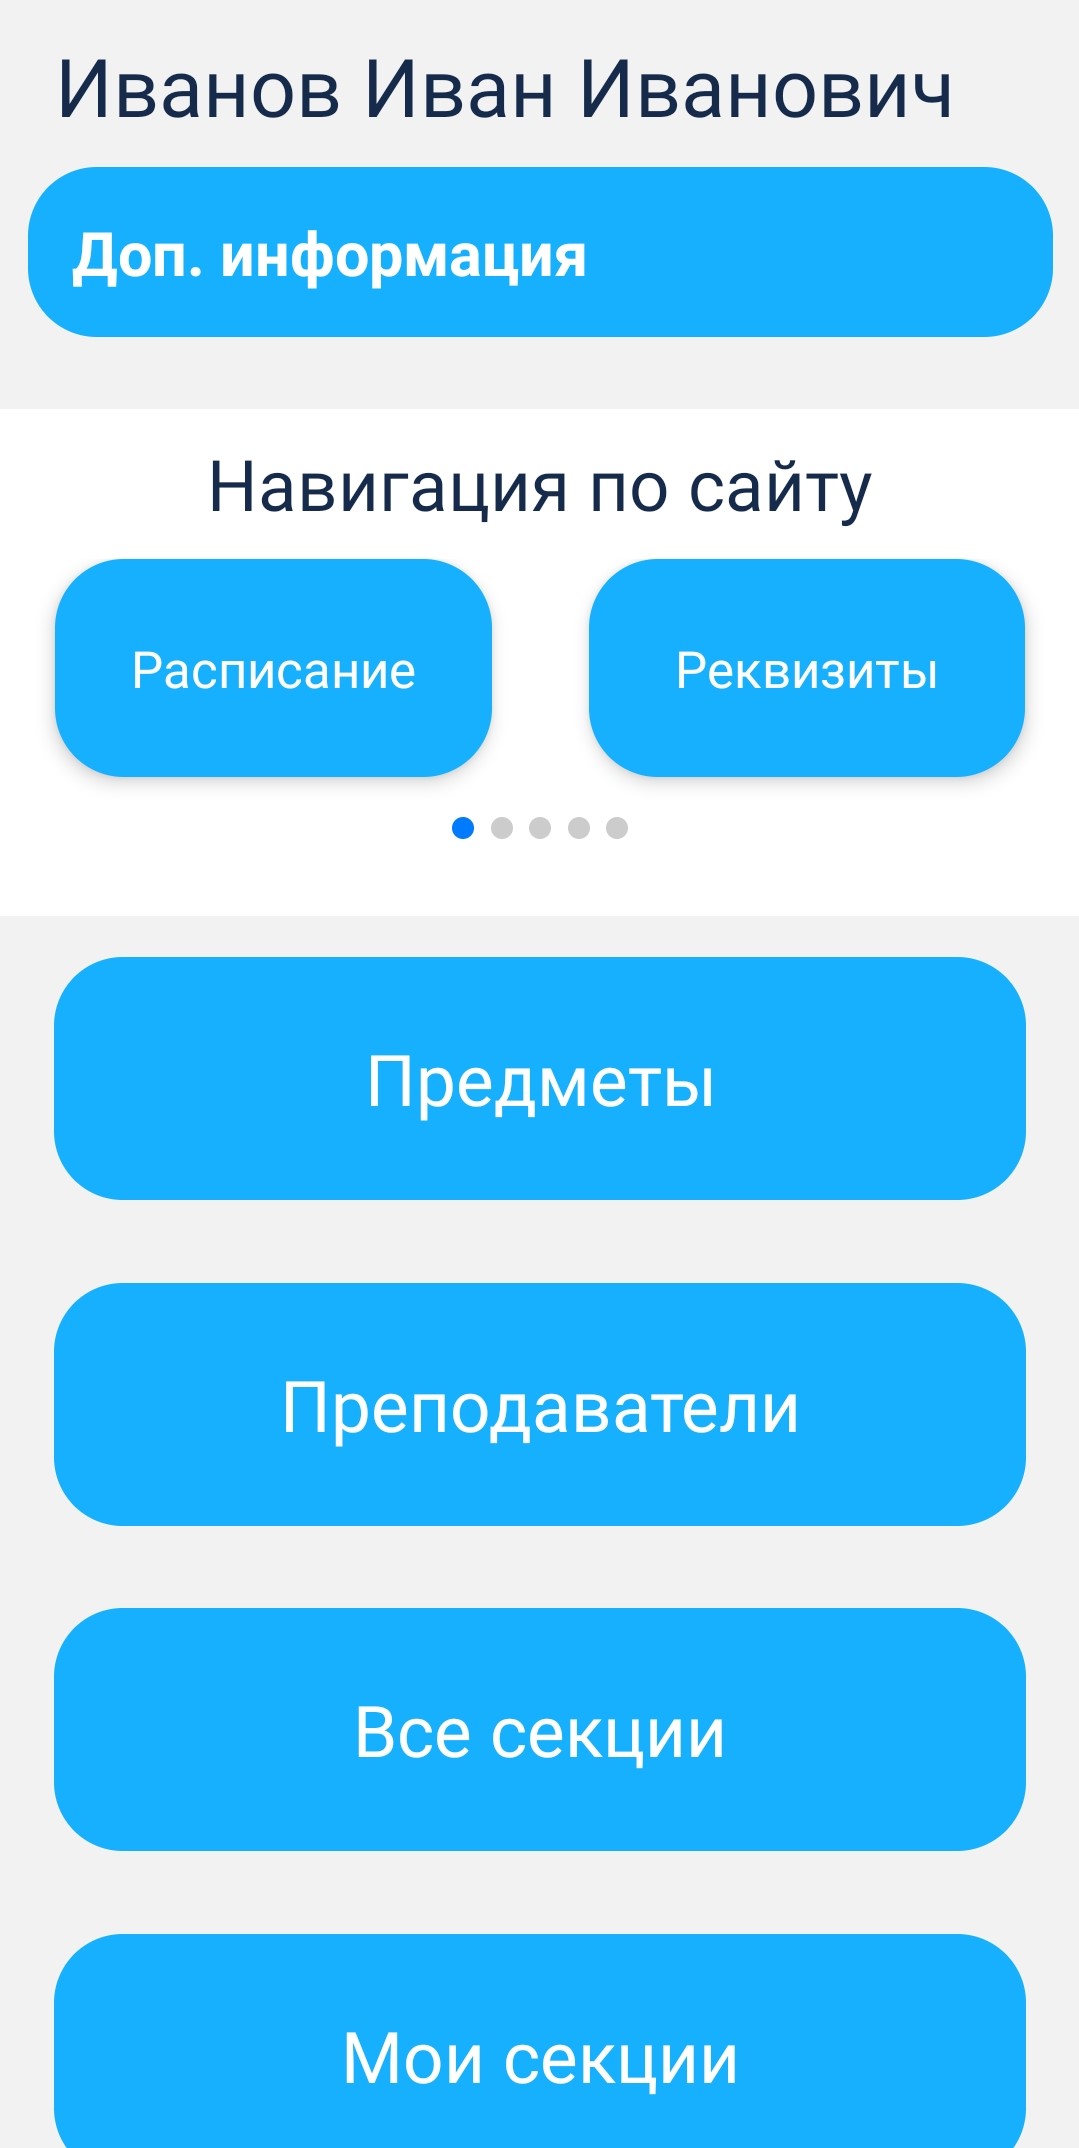 Иванов Иван Иванович
Доп. информация
Навигация по сайту
Расписание
Реквизиты
Предметы
Преподаватели
Все секции
Мои секции